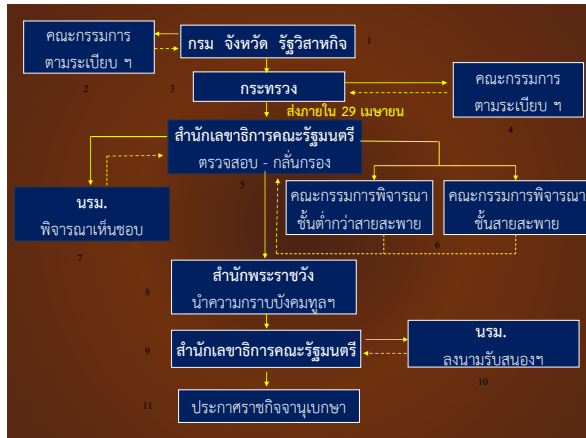 คณะกรรมการ
ตามระเบียบ ฯ
2
กรม จังหวัด รัฐวิสาหกิจ
1
3
กระทรวง
คณะกรรมการ
ตามระเบียบ ฯ
4
ส่งภายใน 29 เมษายน
สำนักเลขาธิการคณะรัฐมนตรี
ตรวจสอบ - กลั่นกรอง
5
นรม.
พิจารณาเห็นชอบ
7
คณะกรรมการพิจารณา
ชั้นต่ำกว่าสายสะพาย
คณะกรรมการพิจารณา
ชั้นสายสะพาย
6
สำนักพระราชวัง
นำความกราบบังคมทูลฯ
8
สำนักเลขาธิการคณะรัฐมนตรี
9
นรม.
ลงนามรับสนองฯ
10
ประกาศราชกิจจานุเบกษา
11